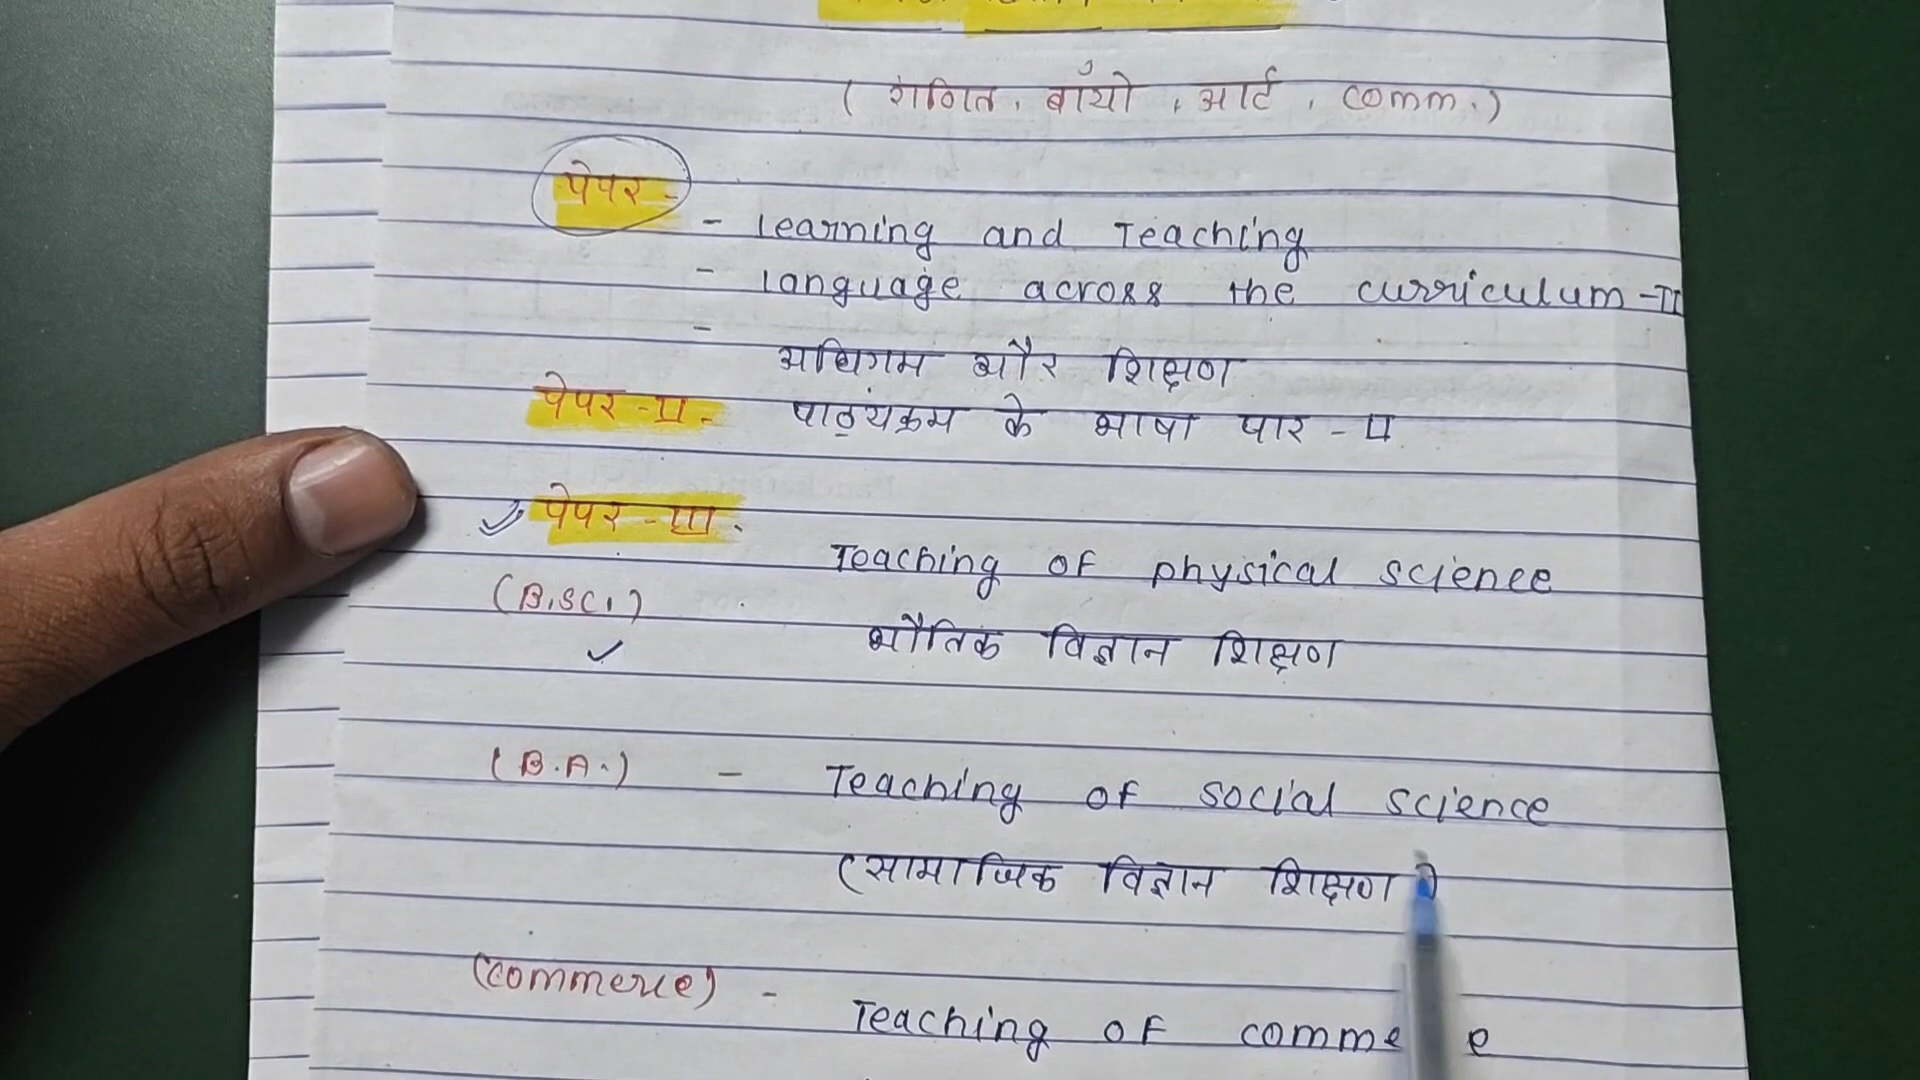 ( गणित, बॉयो, आर्ट, comm.)
पेपर -
- Learning and Teaching
- Language across the curriculum - II
- अधिगम और शिक्षण
पेपर - II - पाठ्यक्रम के भाषा पार - II
पेपर - III.
Teaching of physical science
(B.SC.)
भौतिक विज्ञान शिक्षण
(B.A.) - Teaching of social science
(सामाजिक विज्ञान शिक्षण)
(commerce) - Teaching of comme e